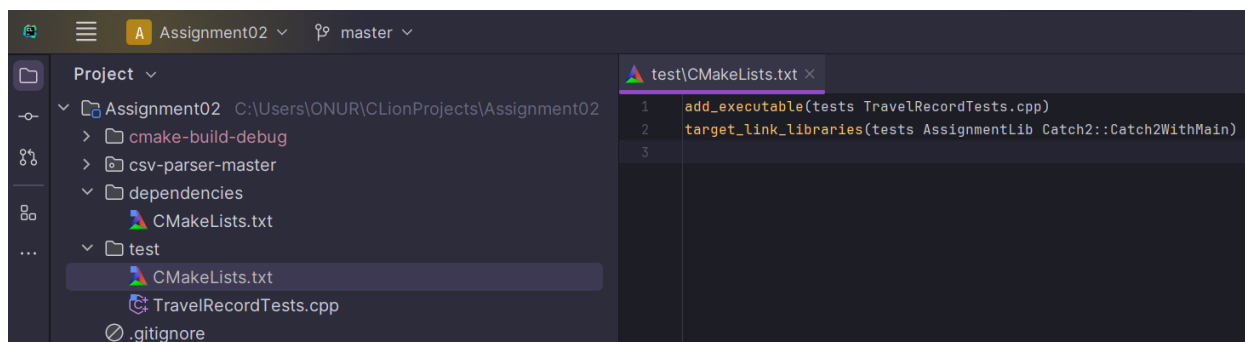 A Assignment02 master
Project
test\CMakeLists.txt
Assignment02 C:\Users\ONUR\CLionProjects\Assignment02
cmake-build-debug
csv-parser-master
dependencies
CMakeLists.txt
test
CMakeLists.txt
TravelRecordTests.cpp
.gitignore
1 add_executable(tests TravelRecordTests.cpp)
2 target_link_libraries(tests AssignmentLib Catch2::Catch2WithMain)
3